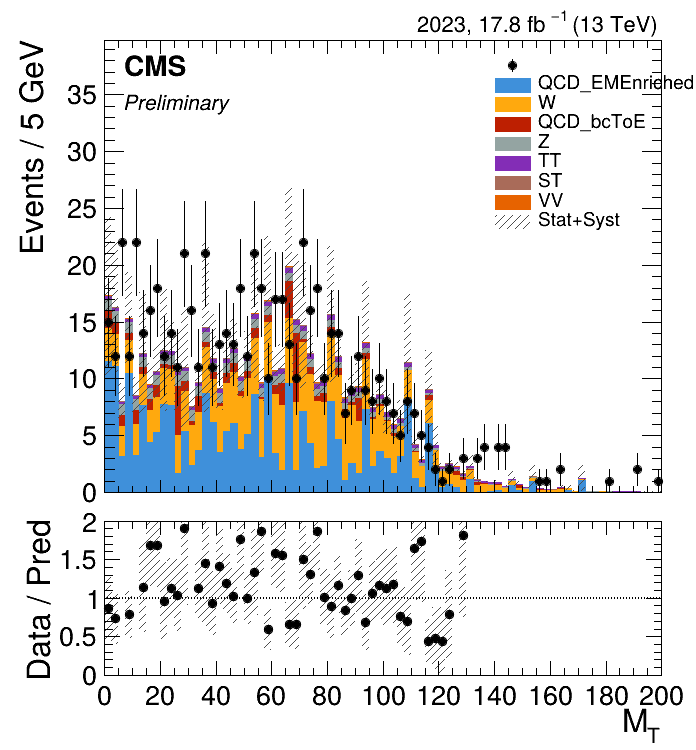 2023, 17.8 fb⁻¹ (13 TeV)
CMS
Preliminary
QCD_EMEnriched
W
QCD_bcToE
Z
TT
ST
VV
Stat+Syst
Events / 5 GeV
35
30
25
20
15
10
5
0
Data / Pred
2
1.5
1
0.5
0
0 20 40 60 80 100 120 140 160 180 200
M_T